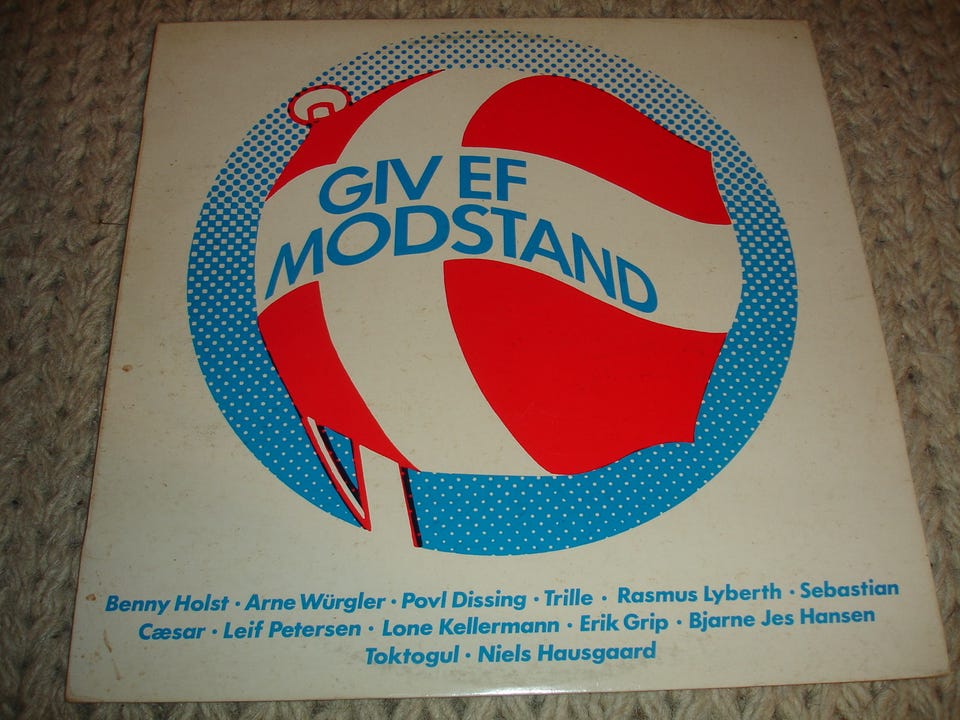 GIV EF
MODSTAND
Benny Holst · Arne Würgler · Povl Dissing · Trille · Rasmus Lyberth · Sebastian
Cæsar · Leif Petersen · Lone Kellermann · Erik Grip · Bjarne Jes Hansen
Toktogul · Niels Hausgaard